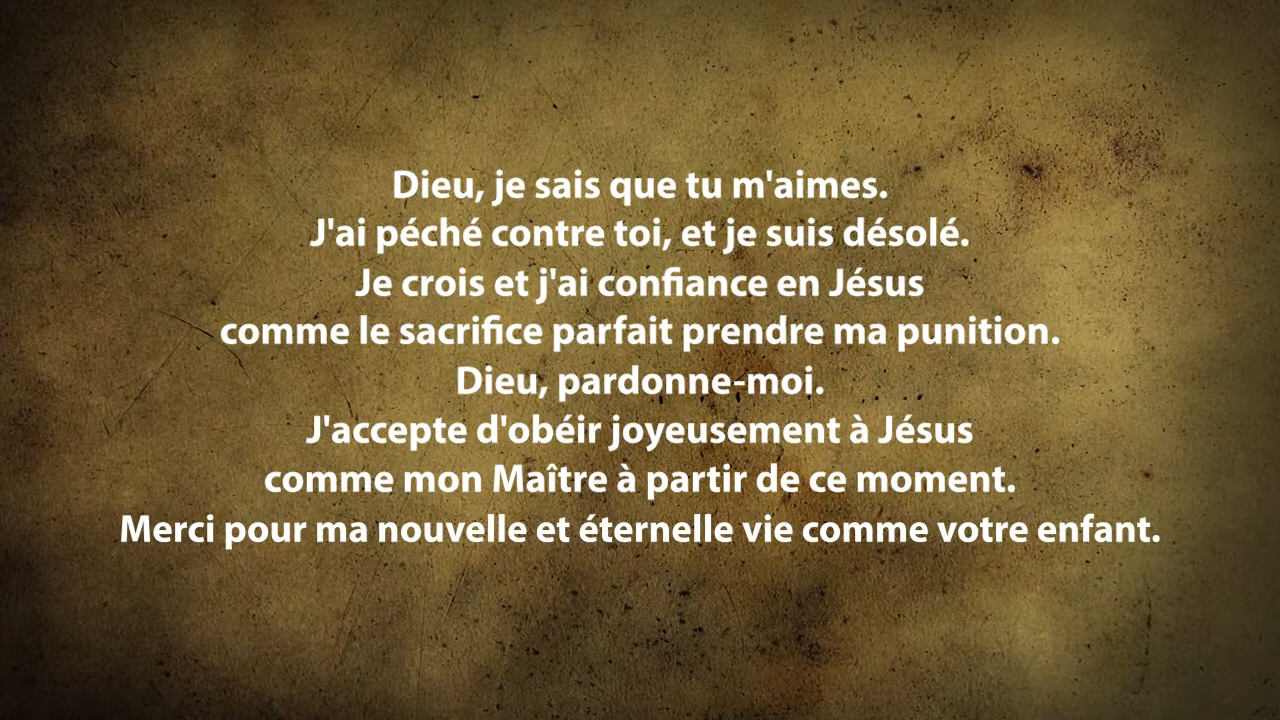 Dieu, je sais que tu m'aimes.
J'ai péché contre toi, et je suis désolé.
Je crois et j'ai confiance en Jésus
comme le sacrifice parfait prendre ma punition.
Dieu, pardonne-moi.
J'accepte d'obéir joyeusement à Jésus
comme mon Maître à partir de ce moment.
Merci pour ma nouvelle et éternelle vie comme votre enfant.